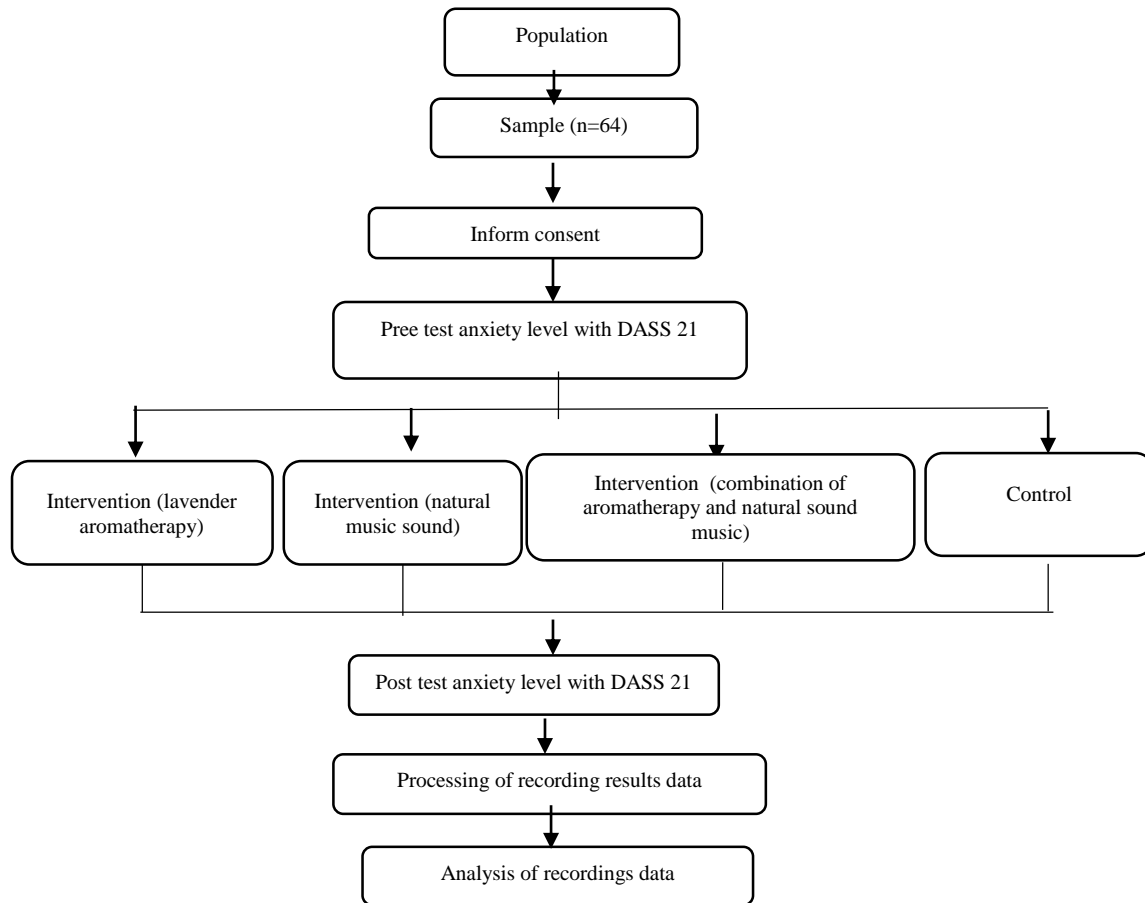 Population
Sample (n=64)
Inform consent
Pree test anxiety level with DASS 21
Intervention (lavender
aromatherapy)
Intervention (natural
music sound)
Intervention (combination of
aromatherapy and natural sound
music)
Control
Post test anxiety level with DASS 21
Processing of recording results data
Analysis of recordings data